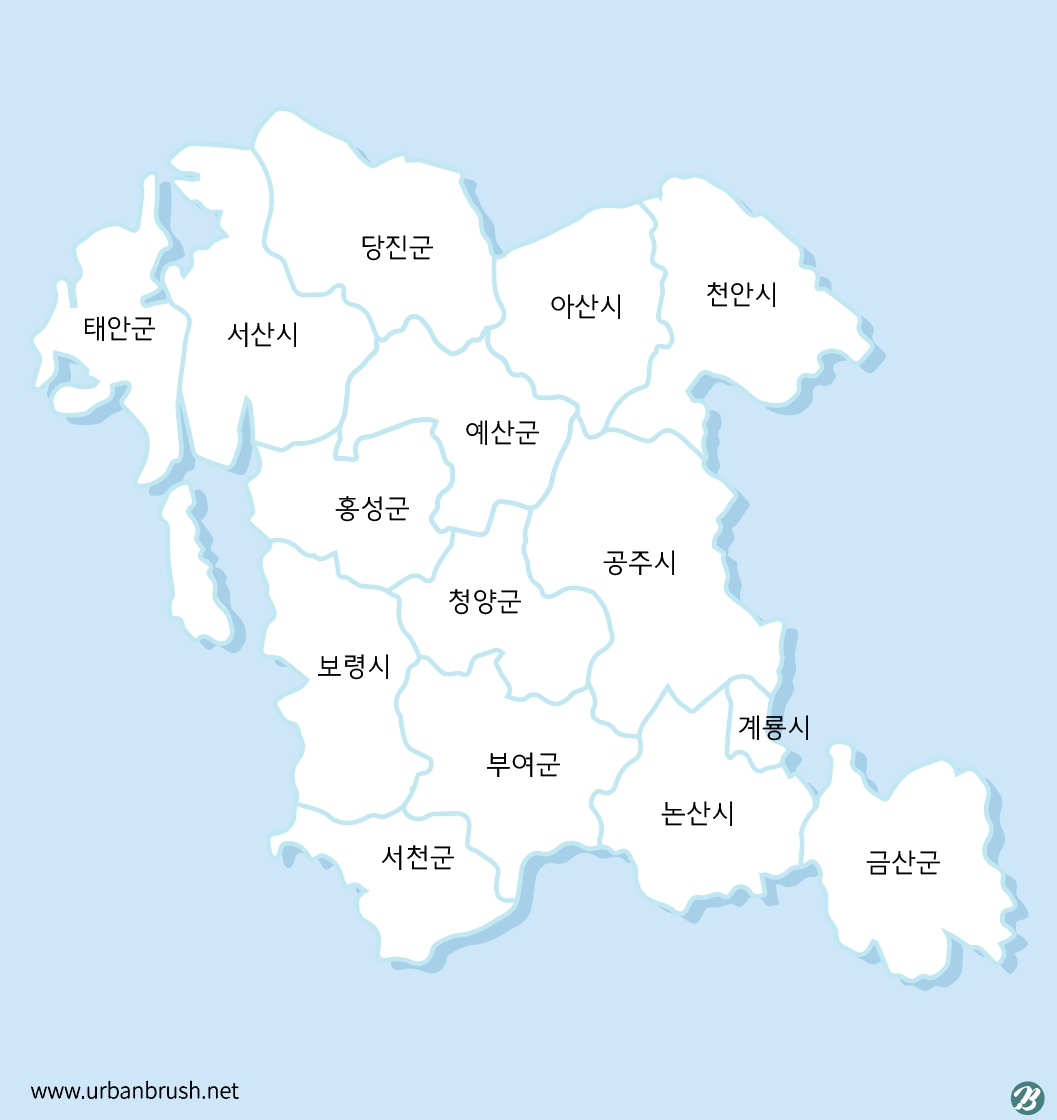 당진군
천안시
아산시
태안군
서산시
예산군
홍성군
공주시
청양군
보령시
계룡시
부여군
논산시
서천군
금산군
www.urbanbrush.net
B